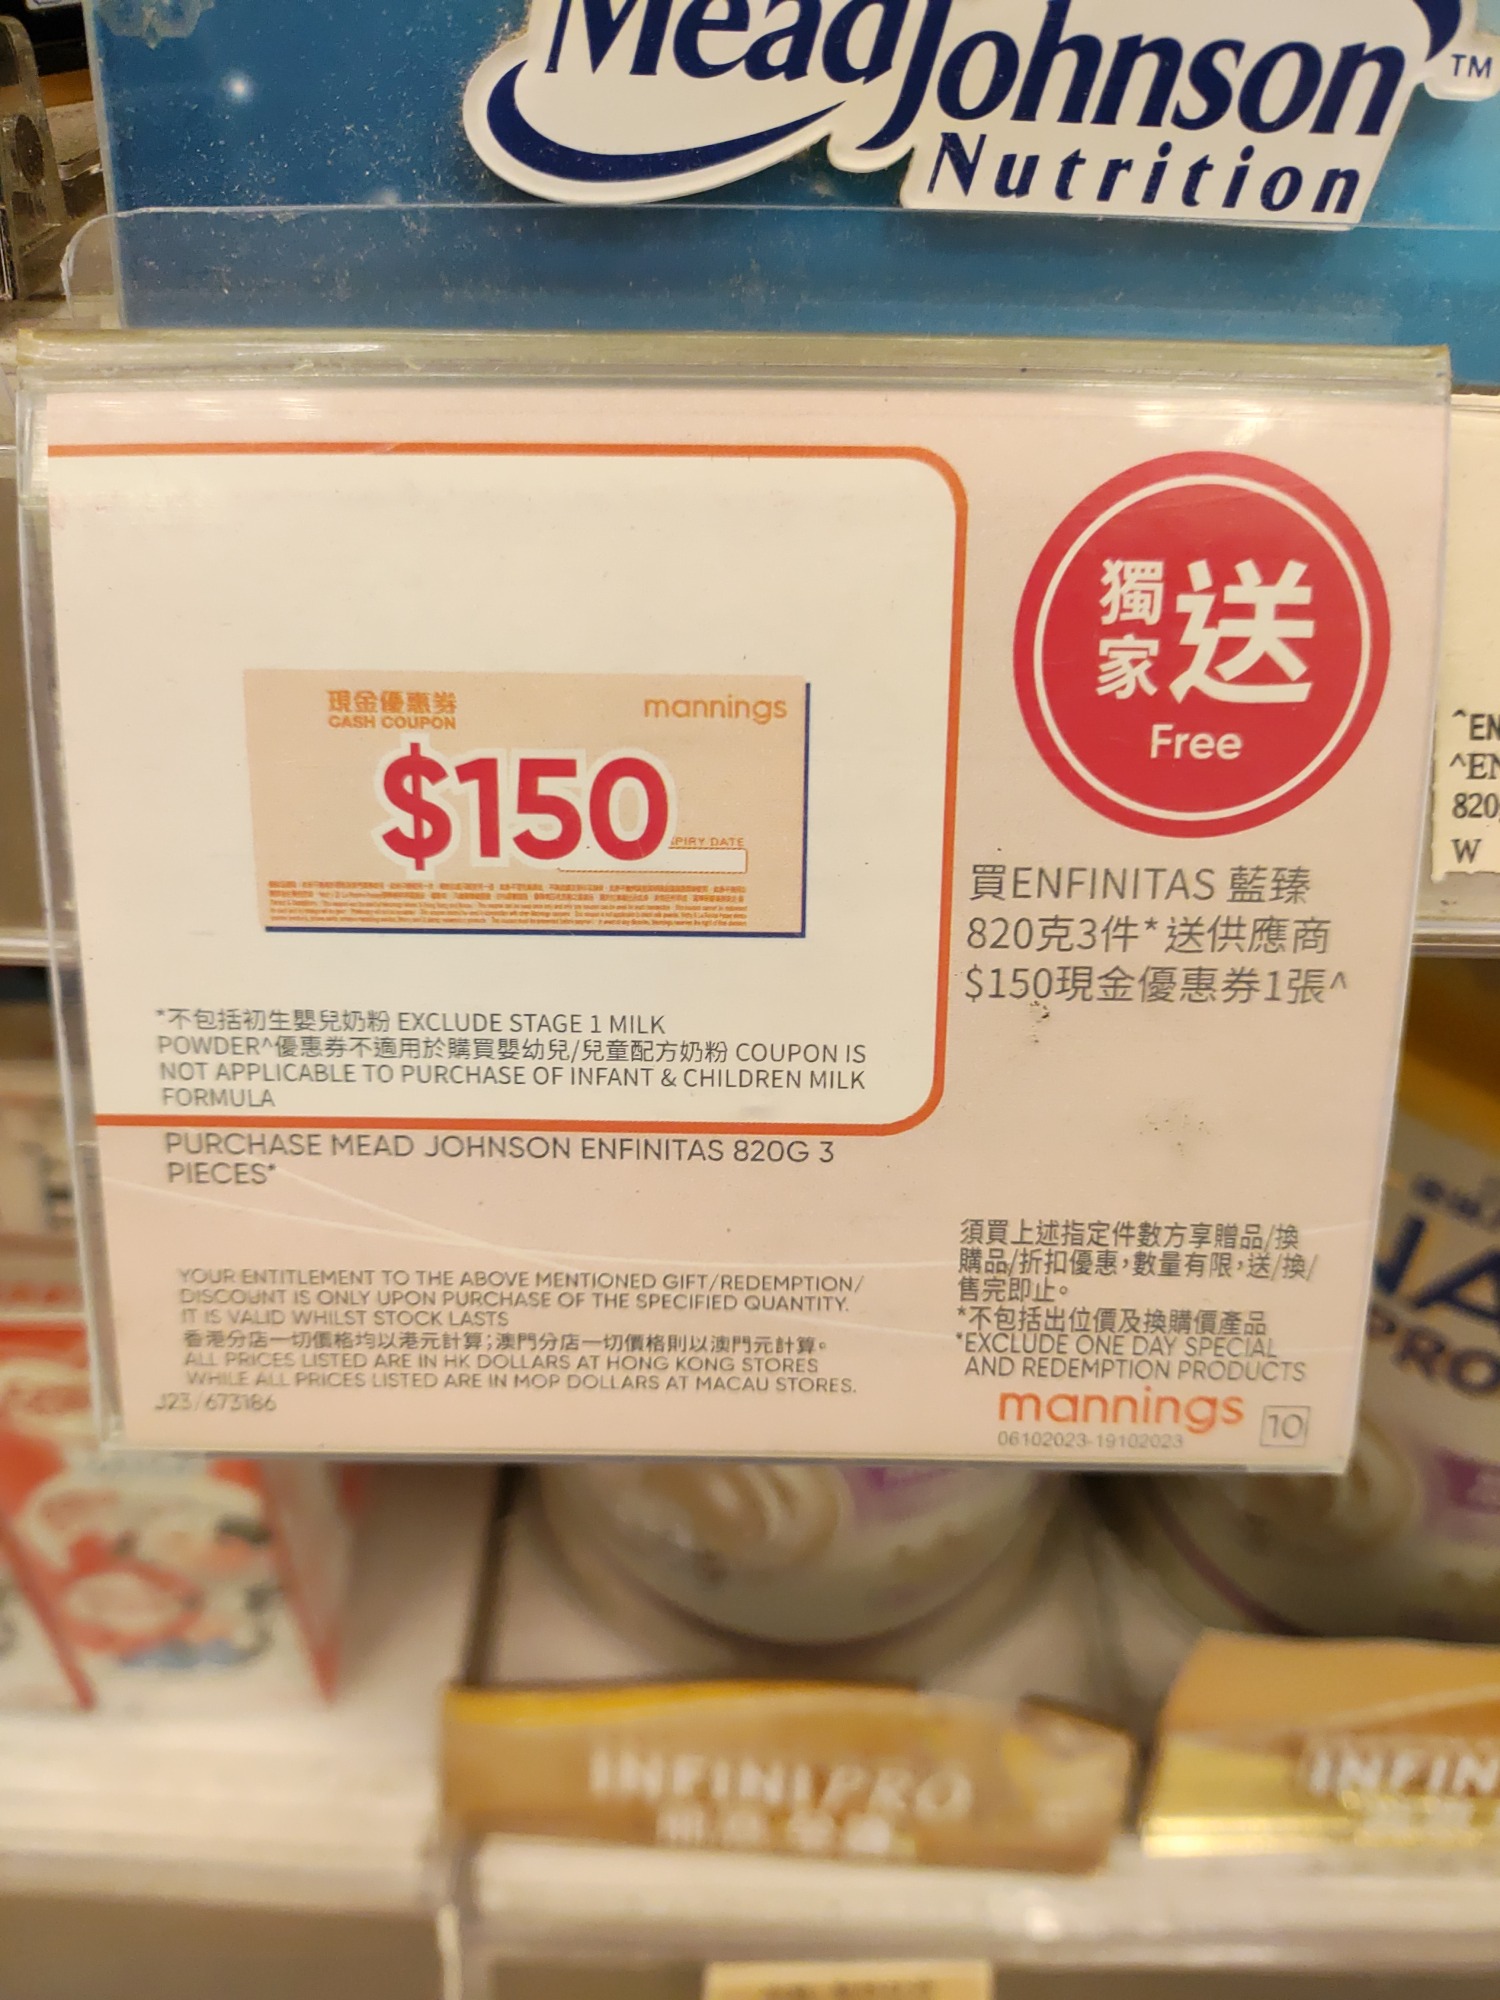 MeadJohnson™
Nutrition
獨家送
Free
現金優惠券
CASH COUPON
mannings
$150
PIRY DATE
買ENFINITAS 藍臻
820克3件*送供應商
$150現金優惠券1張^
*不包括初生嬰兒奶粉 EXCLUDE STAGE 1 MILK
POWDER^優惠券不適用於購買嬰幼兒/兒童配方奶粉 COUPON IS
NOT APPLICABLE TO PURCHASE OF INFANT & CHILDREN MILK
FORMULA
PURCHASE MEAD JOHNSON ENFINITAS 820G 3
PIECES*
YOUR ENTITLEMENT TO THE ABOVE MENTIONED GIFT/REDEMPTION/
DISCOUNT IS ONLY UPON PURCHASE OF THE SPECIFIED QUANTITY.
IT IS VALID WHILST STOCK LASTS
香港分店一切價格均以港元計算;澳門分店一切價格則以澳門元計算。
ALL PRICES LISTED ARE IN HK DOLLARS AT HONG KONG STORES
WHILE ALL PRICES LISTED ARE IN MOP DOLLARS AT MACAU STORES.
J23/673186
須買上述指定件數方享贈品/換
購品/折扣優惠,數量有限,送/換/
售完即止。
*不包括出位價及換購價產品
*EXCLUDE ONE DAY SPECIAL
AND REDEMPTION PRODUCTS
mannings
06102023-19102023
10
^EN
^EN
820
W
PRO
INFINIPRO
INFIN